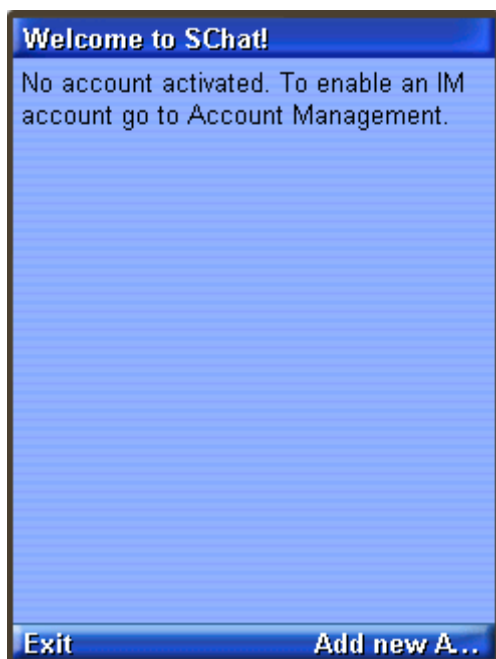 Welcome to SChat!
No account activated. To enable an IM
account go to Account Management.
Exit
Add new A...